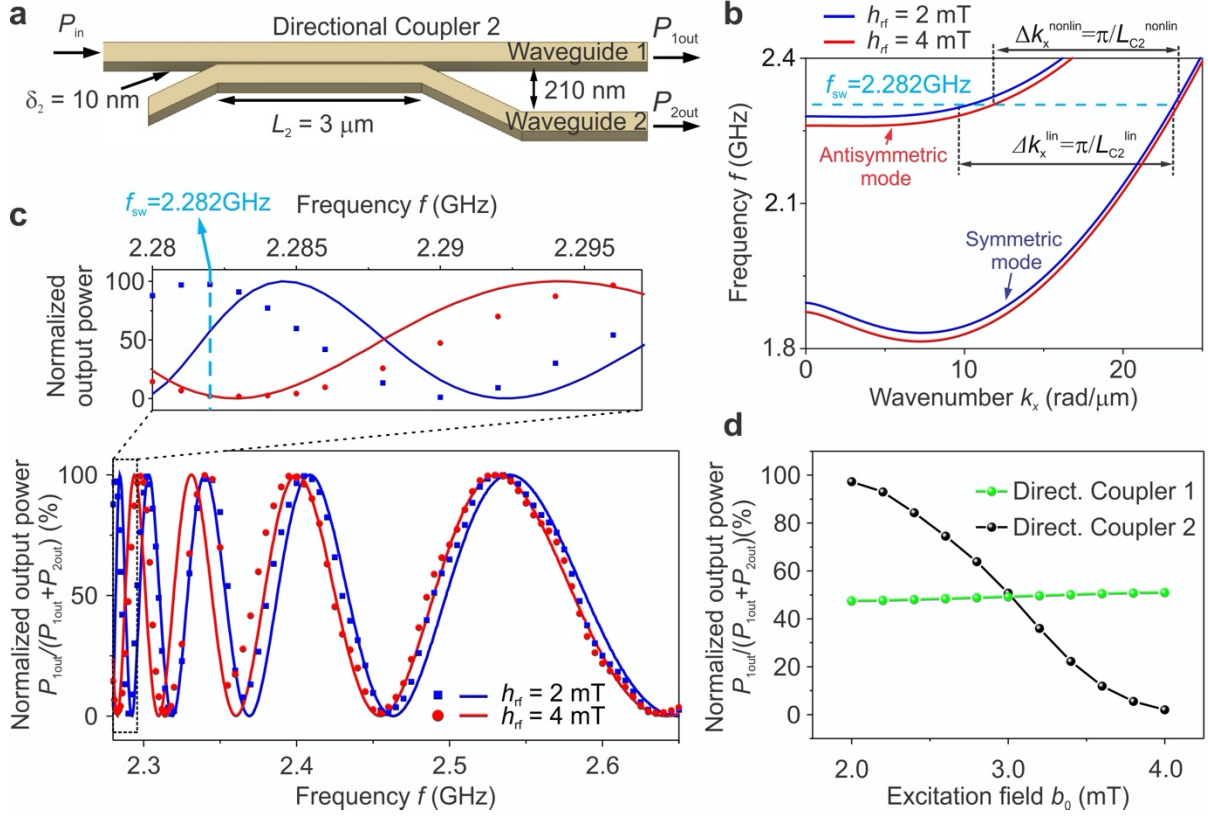 a
P_in
Directional Coupler 2
P_1out
Waveguide 1
δ_2 = 10 nm
210 nm
L_2 = 3 μm
P_2out
Waveguide 2
b
h_rf = 2 mT
h_rf = 4 mT
Δk_x^nonlin=π/L_C2^nonlin
2.4
f_sw=2.282GHz
Δk_x^lin=π/L_C2^lin
Antisymmetric
mode
2.1
Symmetric
mode
1.8
Frequency f (GHz)
0
10
20
Wavenumber k_x (rad/μm)
c
f_sw=2.282GHz
Frequency f (GHz)
2.28
2.285
2.29
2.295
100
50
0
Normalized
output power
100
50
0
Normalized output power
P_1out/(P_1out+P_2out) (%)
h_rf = 2 mT
h_rf = 4 mT
2.3
2.4
2.5
2.6
Frequency f (GHz)
d
100
80
60
40
20
0
Normalized output power
P_1out/(P_1out+P_2out)(%)
Direct. Coupler 1
Direct. Coupler 2
2.0
3.0
4.0
Excitation field b_0 (mT)